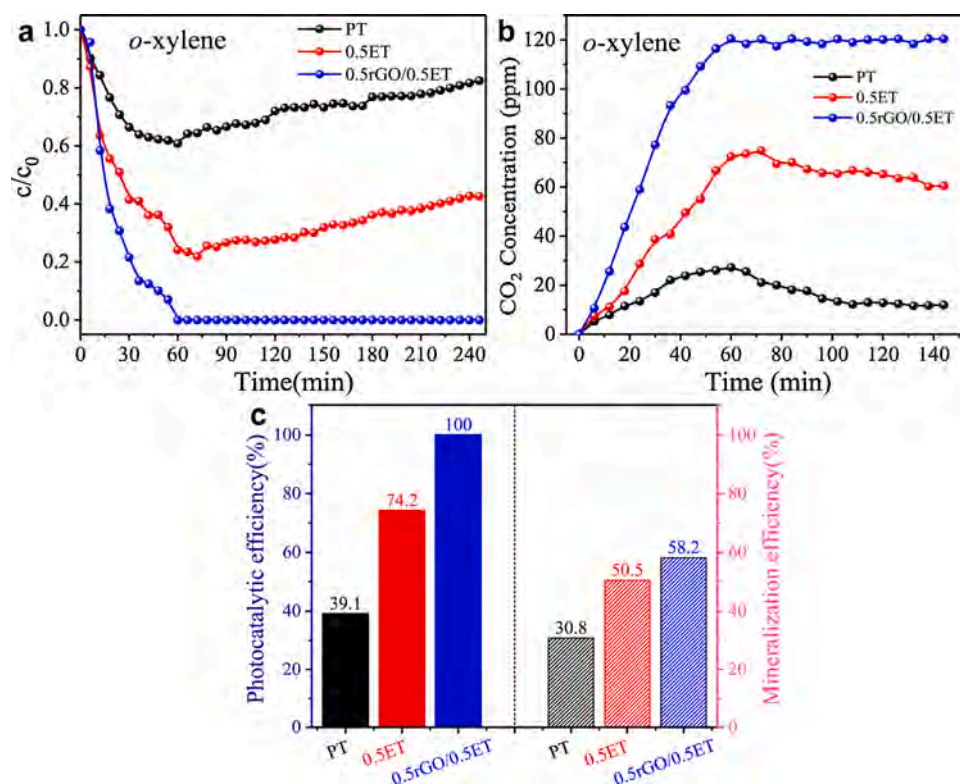 a
o-xylene
PT
0.5ET
0.5rGO/0.5ET
1.0
0.8
0.6
0.4
0.2
0.0
c/c0
0 30 60 90 120 150 180 210 240
Time(min)
b
o-xylene
PT
0.5ET
0.5rGO/0.5ET
120
100
80
60
40
20
0
CO2 Concentration (ppm)
0 20 40 60 80 100 120 140
Time (min)
c
Photocatalytic efficiency(%)
100
80
60
40
20
0
39.1
74.2
100
PT
0.5ET
0.5rGO/0.5ET
30.8
50.5
58.2
PT
0.5ET
0.5rGO/0.5ET
100
80
60
40
20
0
Mineralization efficiency(%)